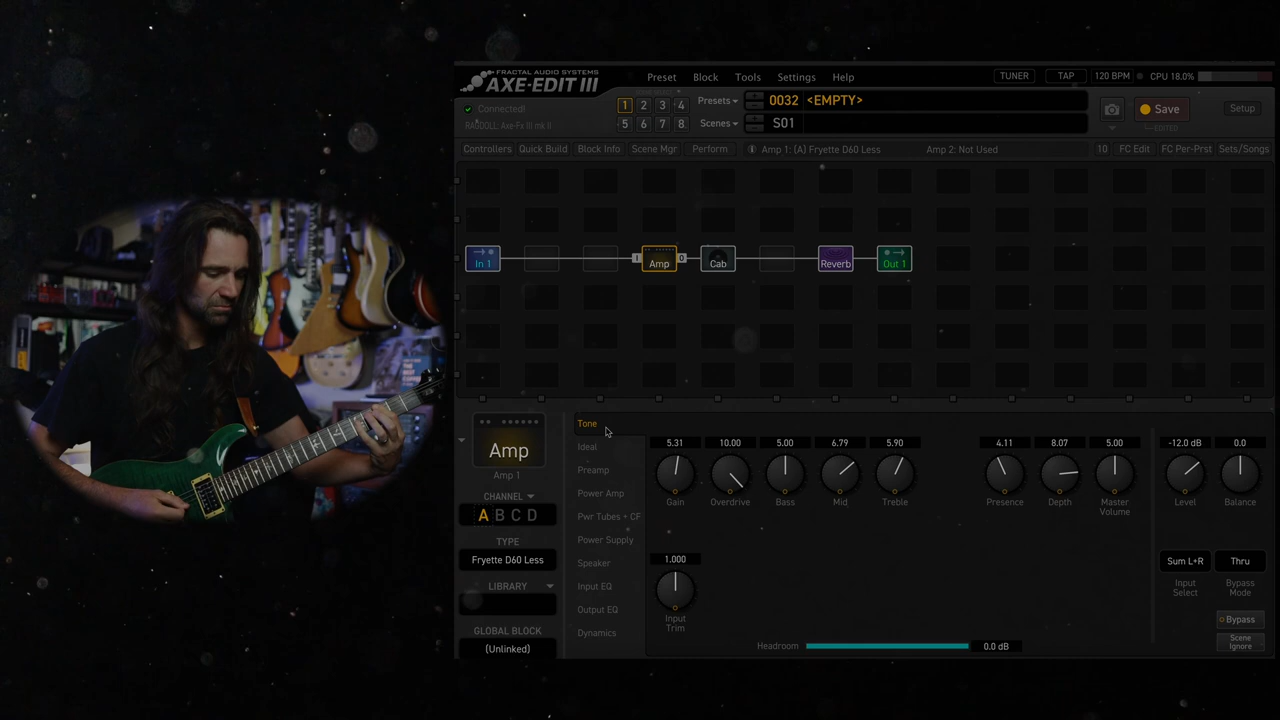 FRACTAL AUDIO SYSTEMS
AXE-EDIT III
Preset Block Tools Settings Help
TUNER TAP 120 BPM CPU 18.0%
Connected!
RAGDOLL: Axe-Fx III mk II
1 2 3 4
5 6 7 8
Presets 0032 <EMPTY>
Scenes S01
Save
EDITED
Setup
Controllers Quick Build Block Info Scene Mgr Perform
Amp 1: (A) Fryette D60 Less Amp 2: Not Used
10 FC Edit FC Per-Prst Sets/Songs
In 1 I Amp O Cab Reverb Out 1
Amp
Amp 1
CHANNEL
A B C D
TYPE
Fryette D60 Less
LIBRARY
GLOBAL BLOCK
(Unlinked)
Tone
Ideal
Preamp
Power Amp
Pwr Tubes + CF
Power Supply
Speaker
Input EQ
Output EQ
Dynamics
5.31 10.00 5.00 6.79 5.90 4.11 8.07 5.00 -12.0 dB 0.0
Gain Overdrive Bass Mid Treble Presence Depth Master Volume Level Balance
1.000
Input Trim
Sum L+R Thru
Input Select Bypass Mode
Bypass
Scene Ignore
Headroom 0.0 dB